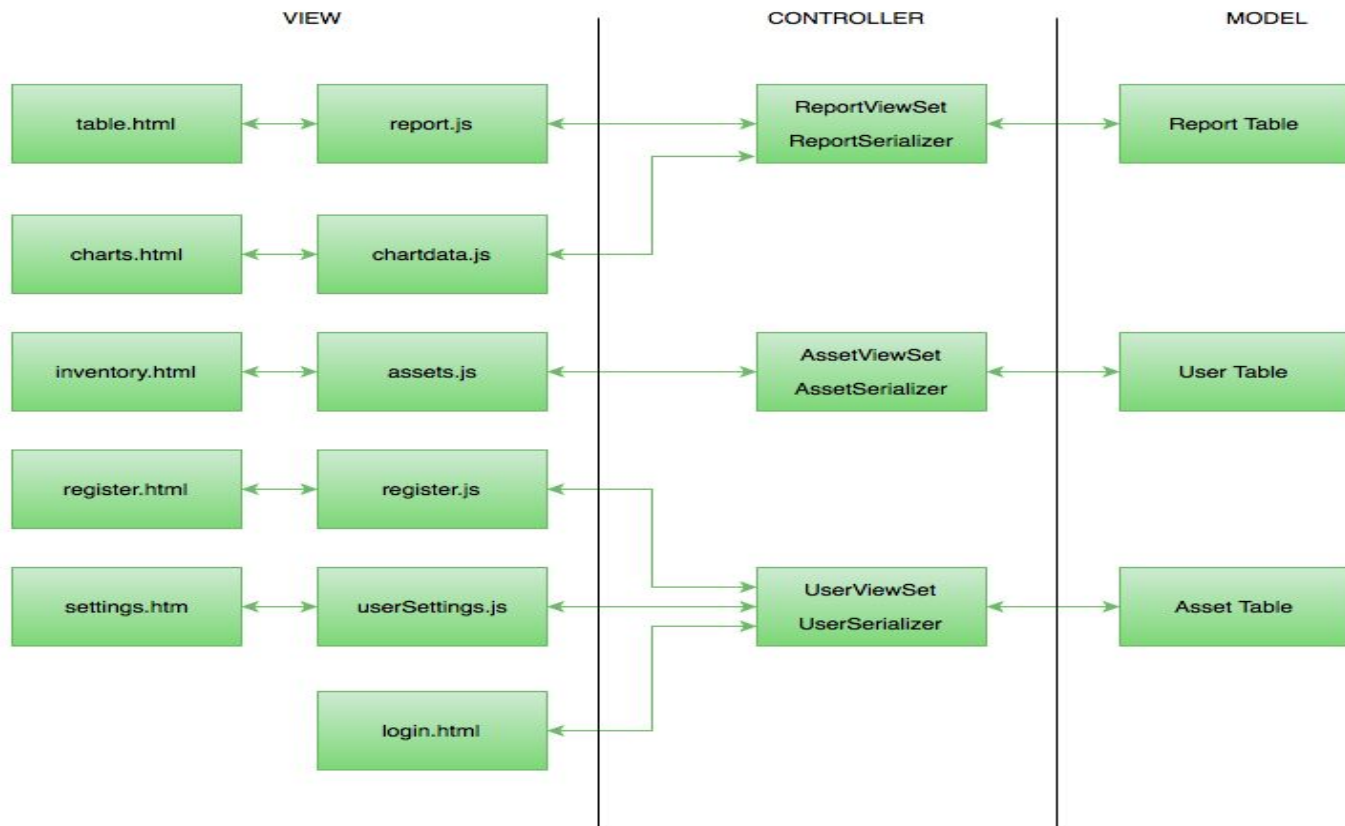 VIEW
CONTROLLER
MODEL
table.html
report.js
ReportViewSet
ReportSerializer
Report Table
charts.html
chartdata.js
inventory.html
assets.js
AssetViewSet
AssetSerializer
User Table
register.html
register.js
settings.htm
userSettings.js
UserViewSet
UserSerializer
Asset Table
login.html